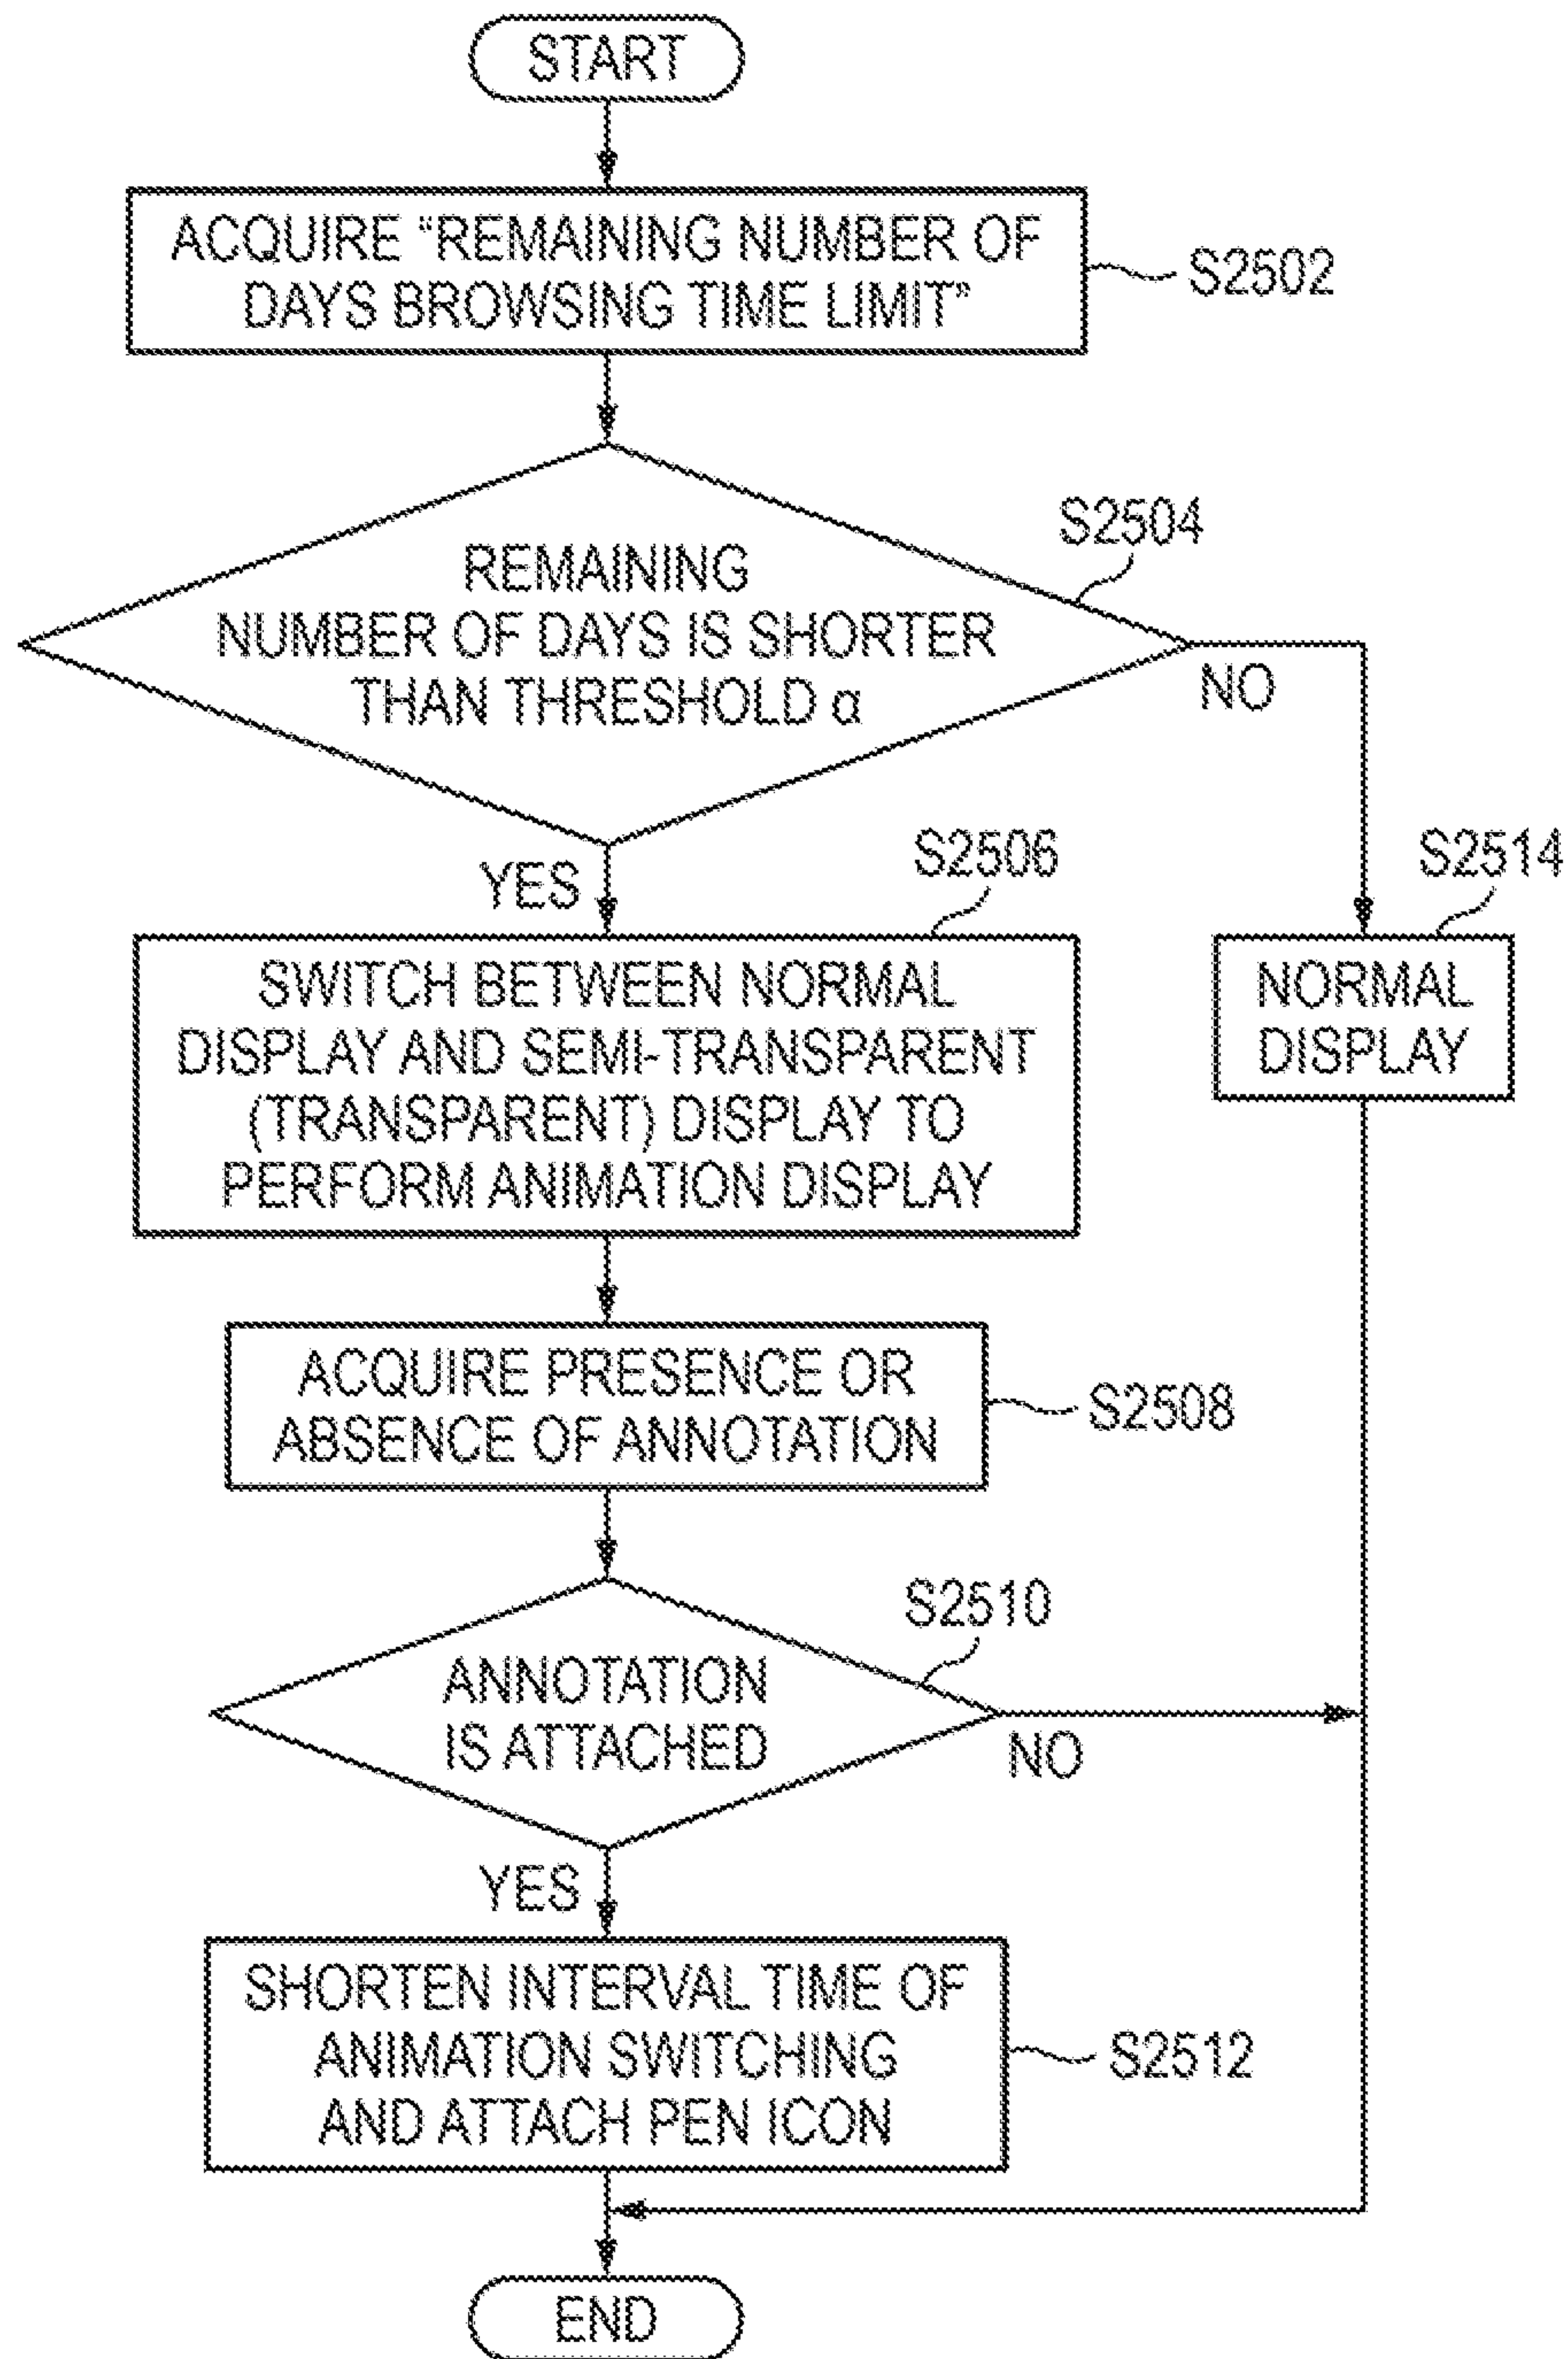 START
ACQUIRE “REMAINING NUMBER OF
DAYS BROWSING TIME LIMIT”
S2502
S2504
REMAINING
NUMBER OF DAYS IS SHORTER
THAN THRESHOLD α
NO
YES
S2506
S2514
SWITCH BETWEEN NORMAL
DISPLAY AND SEMI-TRANSPARENT
(TRANSPARENT) DISPLAY TO
PERFORM ANIMATION DISPLAY
NORMAL
DISPLAY
ACQUIRE PRESENCE OR
ABSENCE OF ANNOTATION
S2508
S2510
ANNOTATION
IS ATTACHED
NO
YES
SHORTEN INTERVAL TIME OF
ANIMATION SWITCHING
AND ATTACH PEN ICON
S2512
END